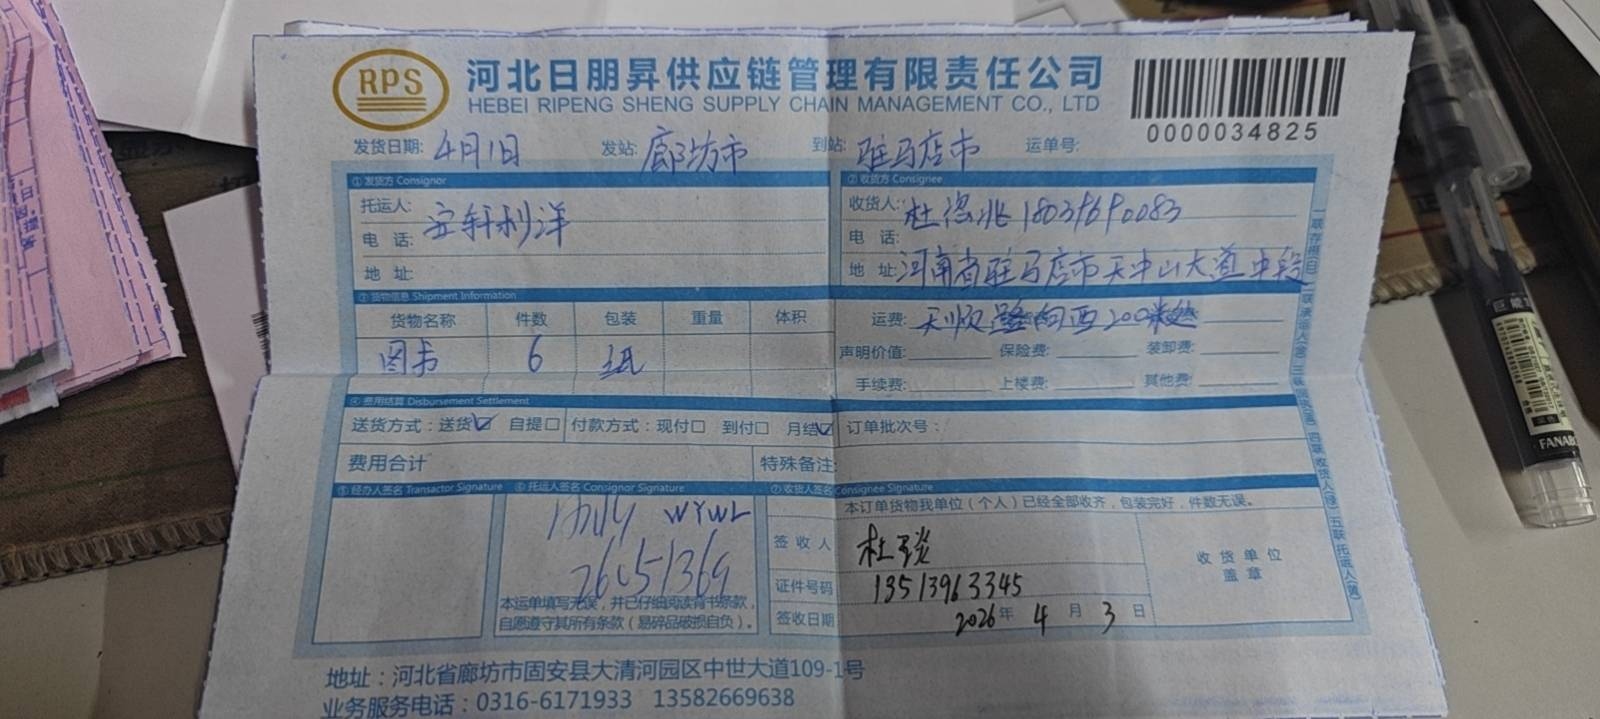 RPS
河北日朋昇供应链管理有限责任公司
HEBEI RIPENG SHENG SUPPLY CHAIN MANAGEMENT CO., LTD
0000034825
发货日期: 4月1日 发站: 廊坊市 到站: 驻马店市 运单号:
①发货方 Consignor ②收货方 Consignee
托运人: 安轩利洋 收货人: 杜
电 话: 电 话:
地 址: 地 址: 河南省驻马店市天中山大道中段
③货物信息 Shipment Information
货物名称 件数 包装 重量 体积 运费: 天顺路向西200米处
图书 6 纸 声明价值: 保险费: 装卸费:
手续费: 上楼费: 其他费:
④费用结算 Disbursement Settlement
送货方式：送货☑ 自提□ 付款方式：现付□ 到付□ 月结☑ 订单批次号：
费用合计 特殊备注:
⑤经办人签名 Transactor Signature ⑥托运人签名 Consignor Signature ⑦收货人签名 Consignee Signature
本订单货物我单位（个人）已经全部收齐，包装完好，件数无误。
WYWL
签 收 人 杜 收 货 单 位
盖 章
证件号码 13513963345
本运单填写无误，并已仔细阅读背书条款，
自愿遵守其所有条款（易碎品破损自负）。
签收日期 2026年 4 月 3 日
地址：河北省廊坊市固安县大清河园区中世大道109-1号
业务服务电话：0316-6171933 13582669638
FANAB